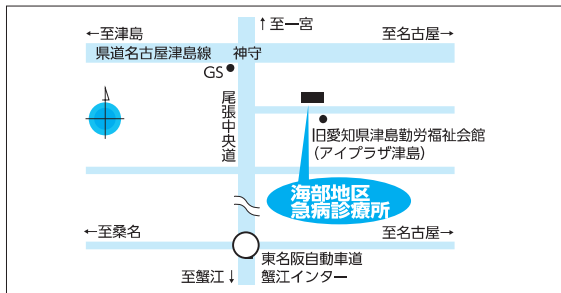 ↑至一宮
←至津島
至名古屋→
県道名古屋津島線 神守
GS
尾張中央道
旧愛知県津島勤労福祉会館
(アイプラザ津島)
海部地区
急病診療所
←至桑名
至名古屋→
東名阪自動車道
蟹江インター
至蟹江↓